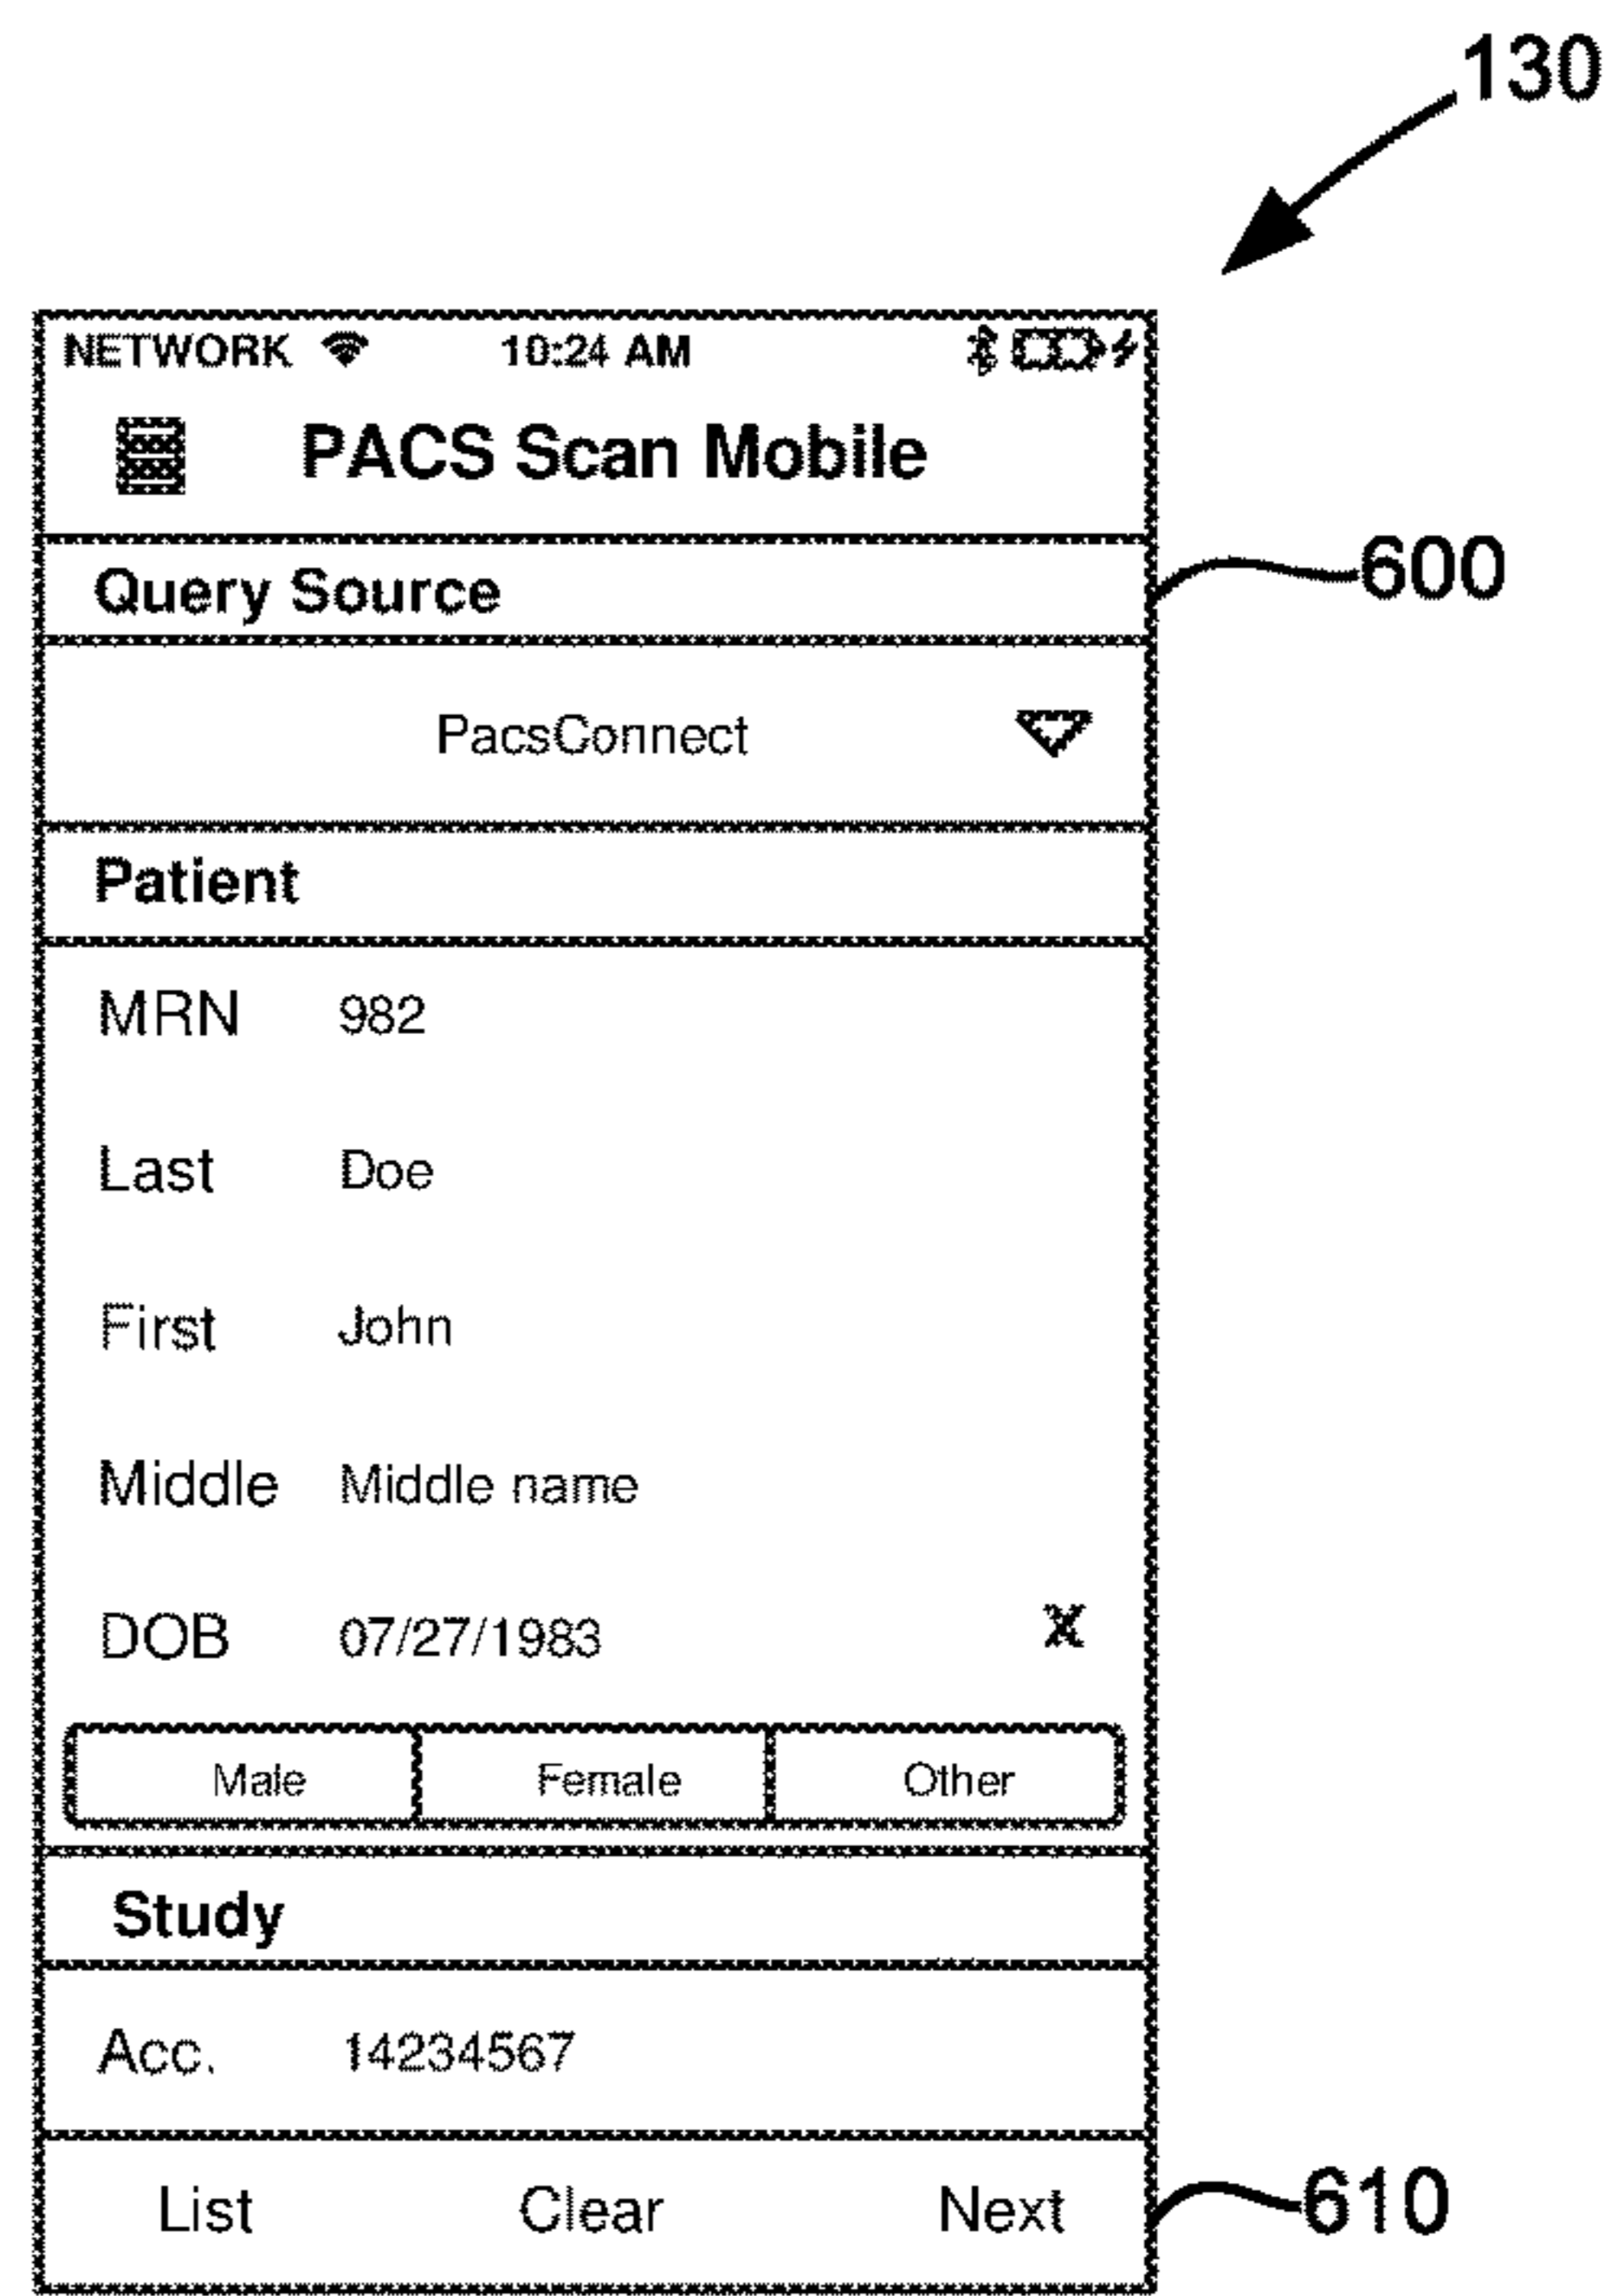 130
NETWORK 10:24 AM
PACS Scan Mobile
Query Source
600
PacsConnect
Patient
MRN 982
Last Doe
First John
Middle Middle name
DOB 07/27/1983 X
Male Female Other
Study
Acc. 14234567
List Clear Next
610